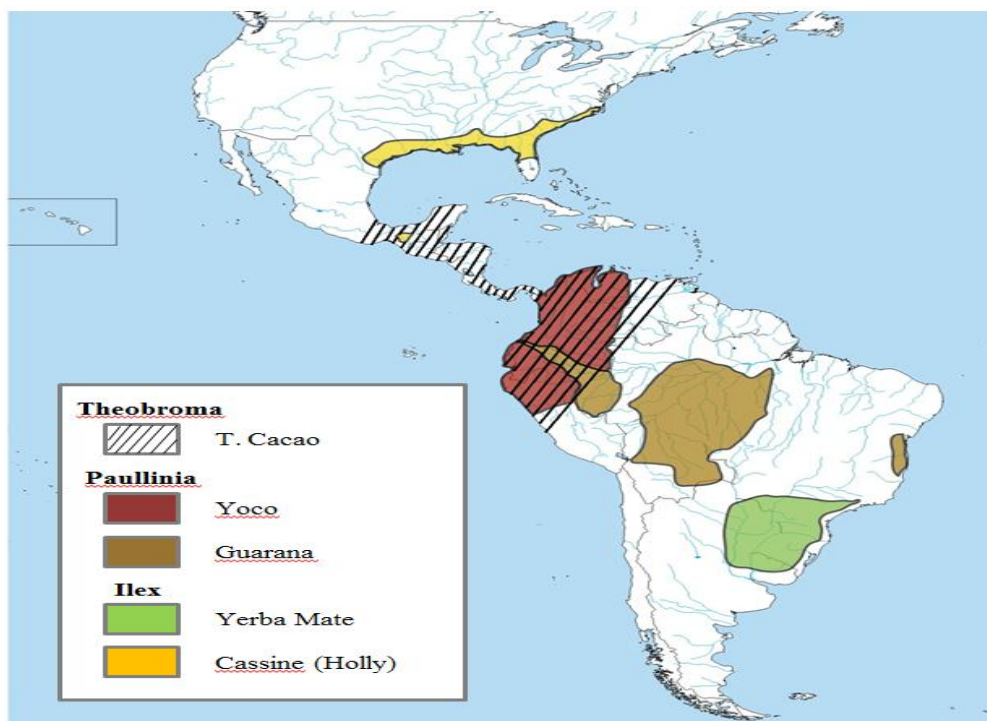 Theobroma
T. Cacao
Paullinia
Yoco
Guarana
Ilex
Yerba Mate
Cassine (Holly)